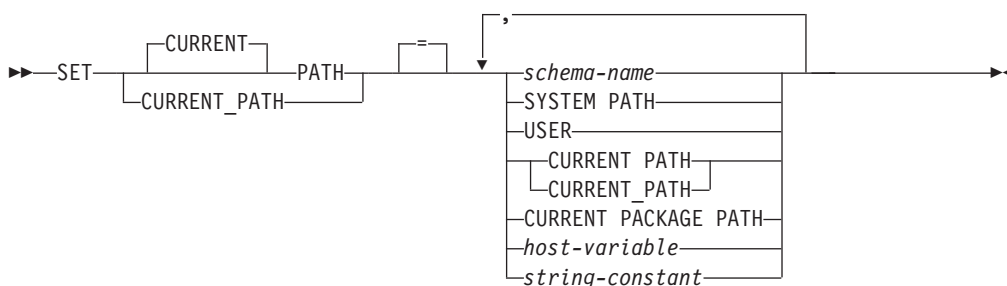 ,
CURRENT =
SET PATH schema-name
CURRENT_PATH SYSTEM PATH
USER
CURRENT PATH
CURRENT_PATH
CURRENT PACKAGE PATH
host-variable
string-constant